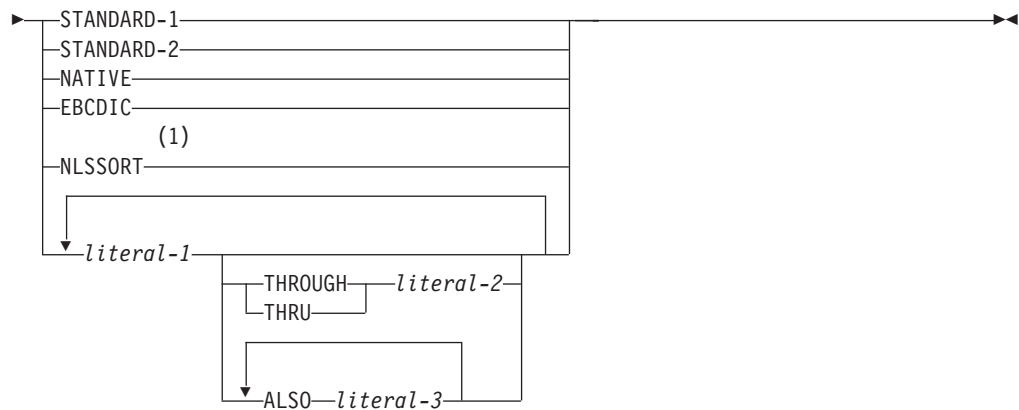 STANDARD-1
STANDARD-2
NATIVE
EBCDIC
(1)
NLSSORT
literal-1
THROUGH literal-2
THRU
ALSO literal-3